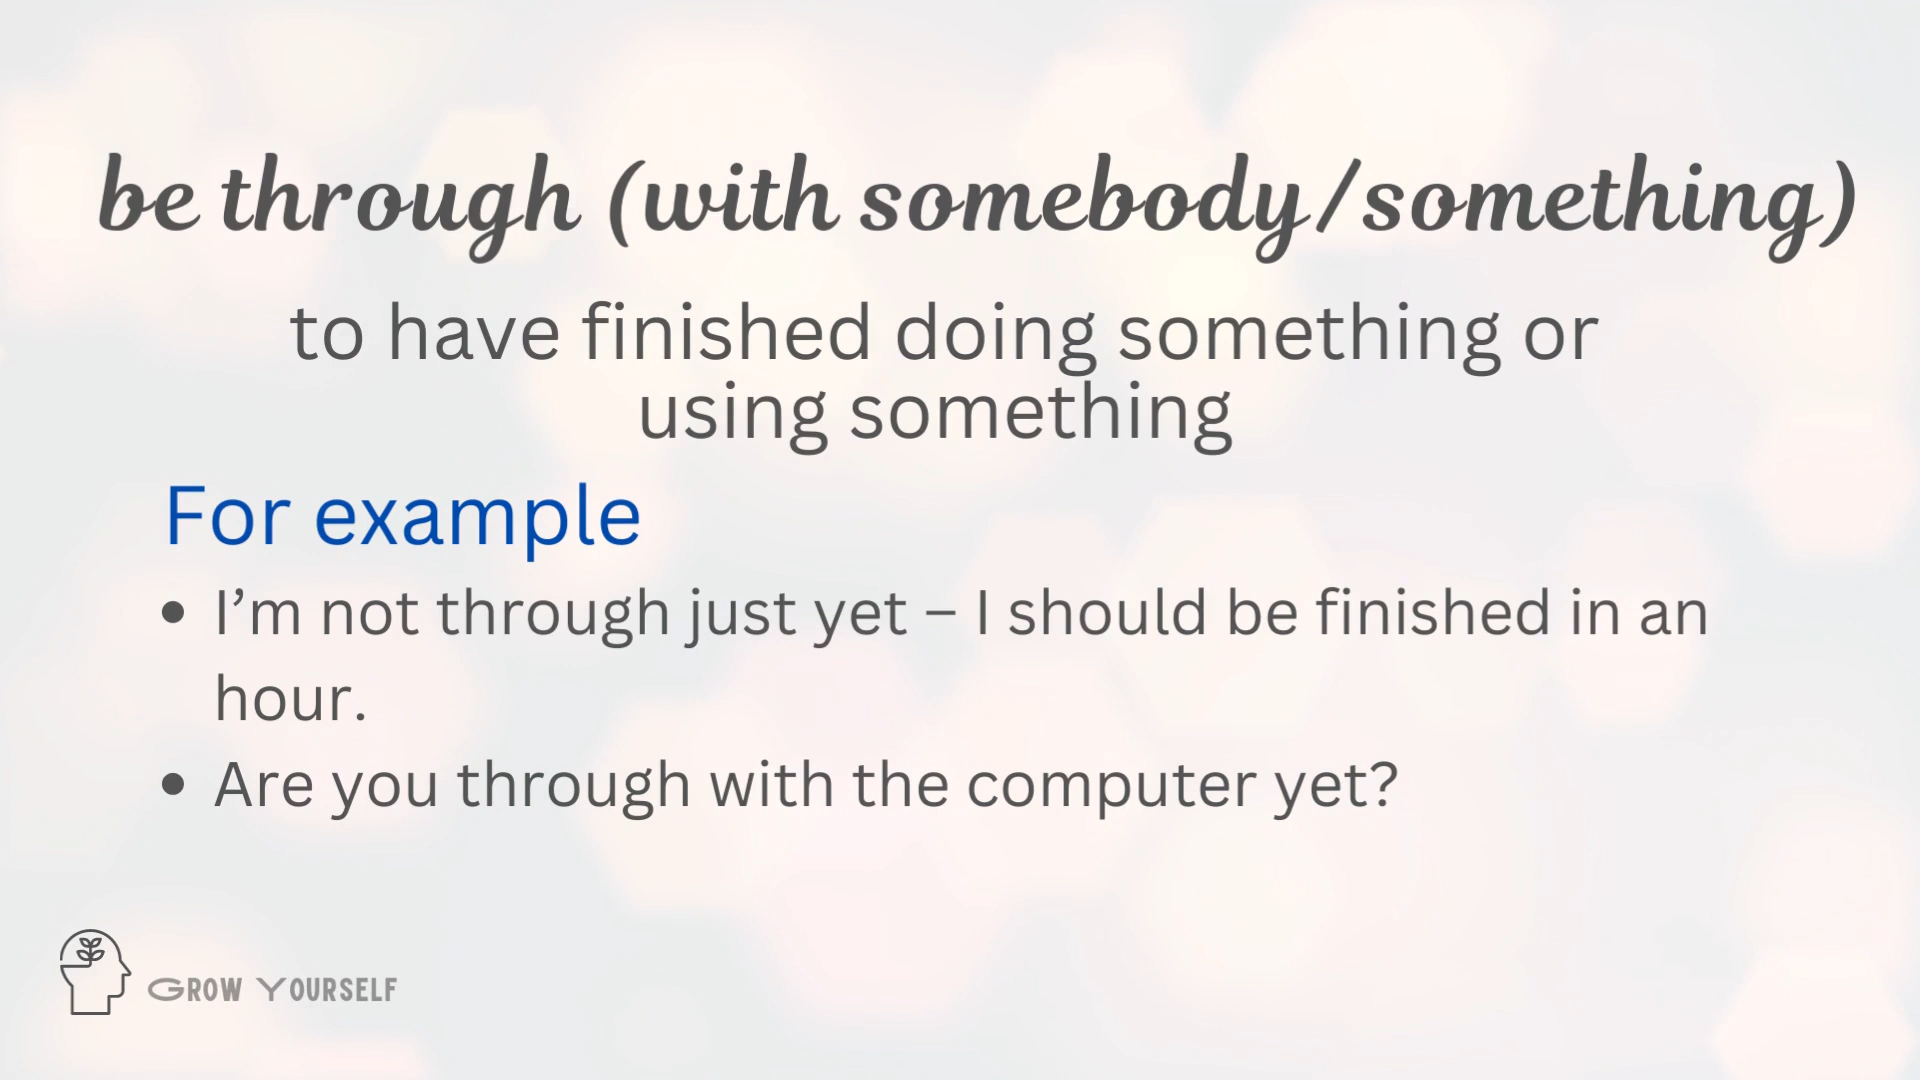 be through (with somebody/something)
to have finished doing something or
using something
For example
• I’m not through just yet – I should be finished in an
hour.
• Are you through with the computer yet?
Grow Yourself